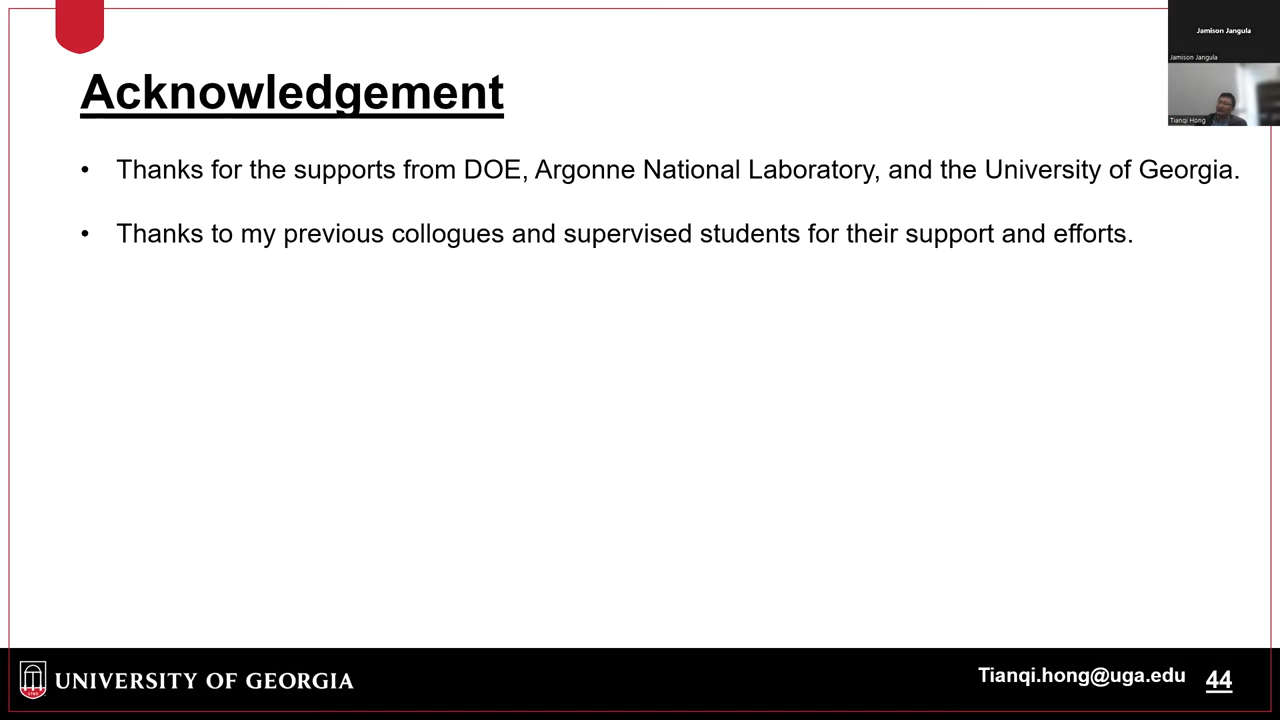 Jamison Jangula
Jamison Jangula
Tianqi Hong
Acknowledgement
• Thanks for the supports from DOE, Argonne National Laboratory, and the University of Georgia.
• Thanks to my previous collogues and supervised students for their support and efforts.
1785
UNIVERSITY OF GEORGIA
Tianqi.hong@uga.edu 44